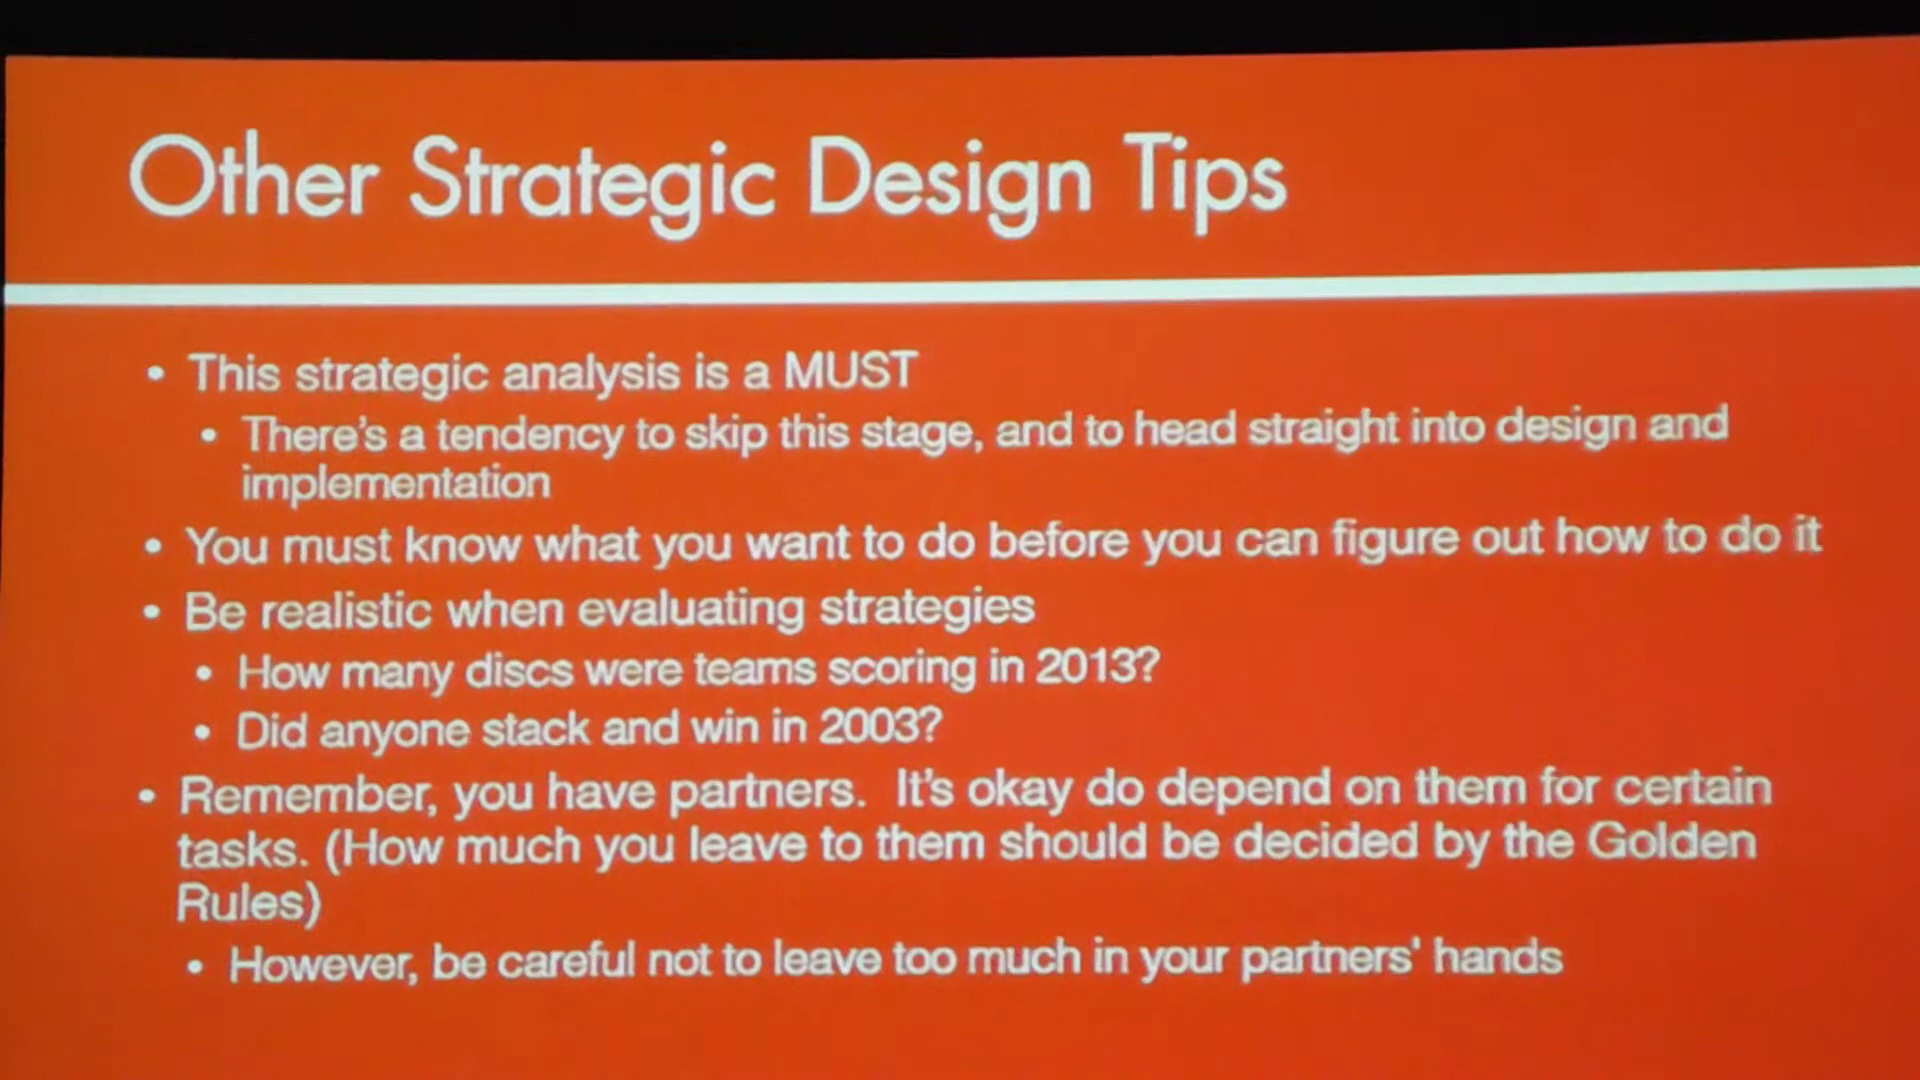 Other Strategic Design Tips
• This strategic analysis is a MUST
• There's a tendency to skip this stage, and to head straight into design and
implementation
• You must know what you want to do before you can figure out how to do it
• Be realistic when evaluating strategies
• How many discs were teams scoring in 2013?
• Did anyone stack and win in 2003?
• Remember, you have partners.  It's okay do depend on them for certain
tasks. (How much you leave to them should be decided by the Golden
Rules)
• However, be careful not to leave too much in your partners' hands